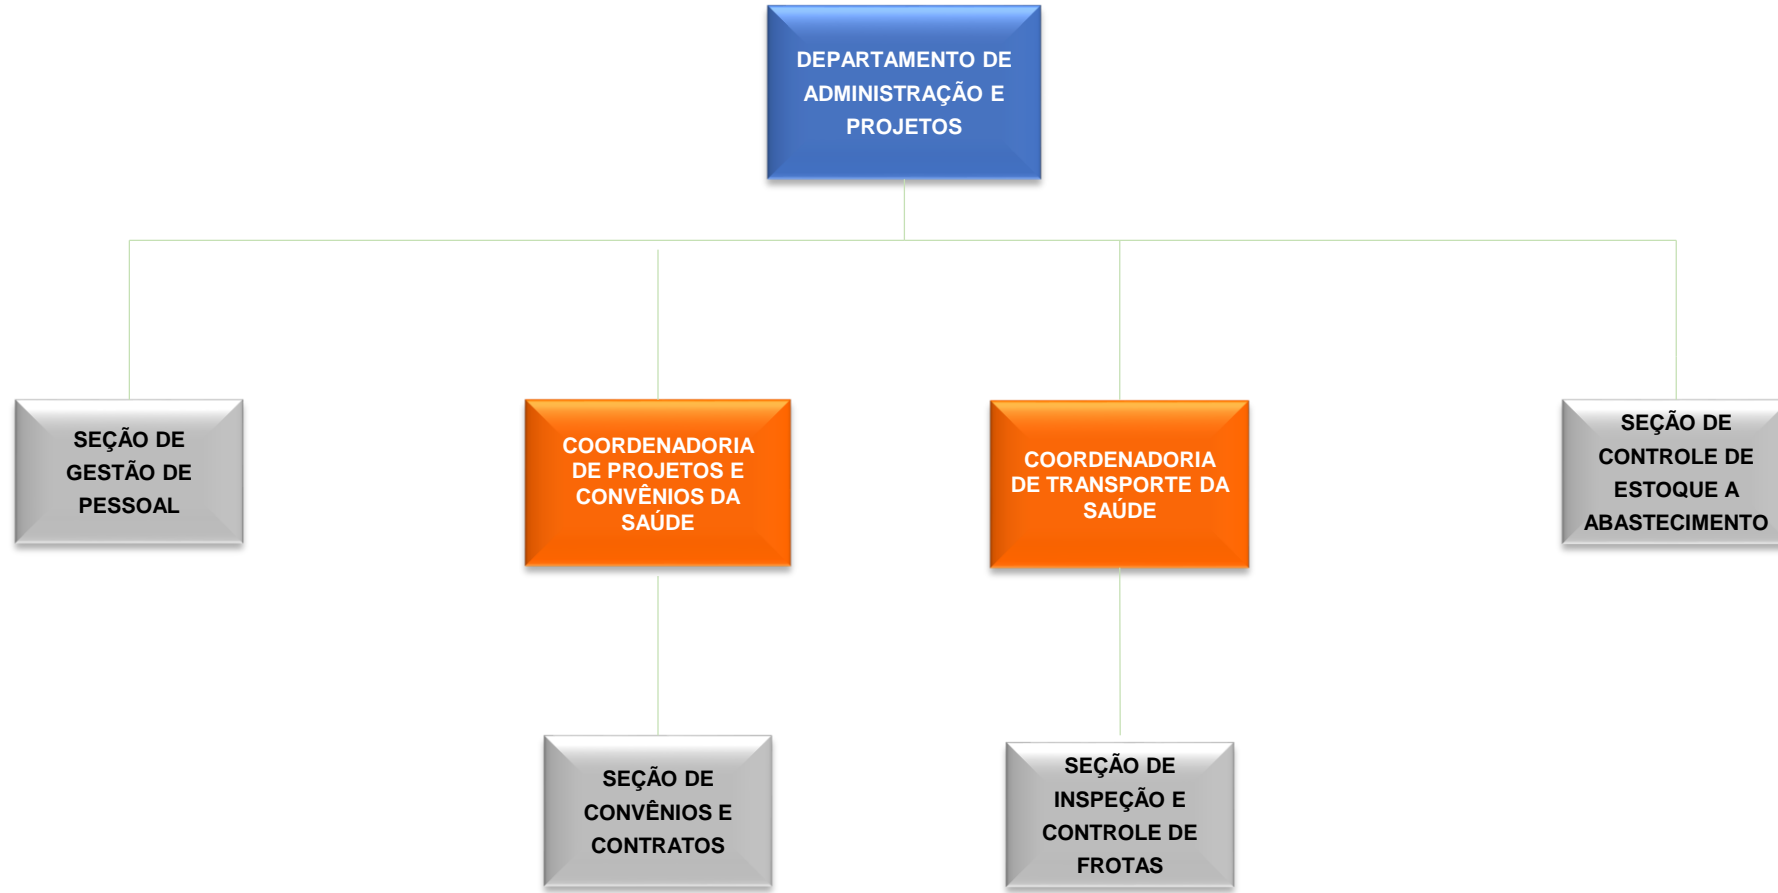 DEPARTAMENTO DE
ADMINISTRAÇÃO E
PROJETOS
SEÇÃO DE
GESTÃO DE
PESSOAL
COORDENADORIA
DE PROJETOS E
CONVÊNIOS DA
SAÚDE
COORDENADORIA
DE TRANSPORTE DA
SAÚDE
SEÇÃO DE
CONTROLE DE
ESTOQUE A
ABASTECIMENTO
SEÇÃO DE
CONVÊNIOS E
CONTRATOS
SEÇÃO DE
INSPEÇÃO E
CONTROLE DE
FROTAS